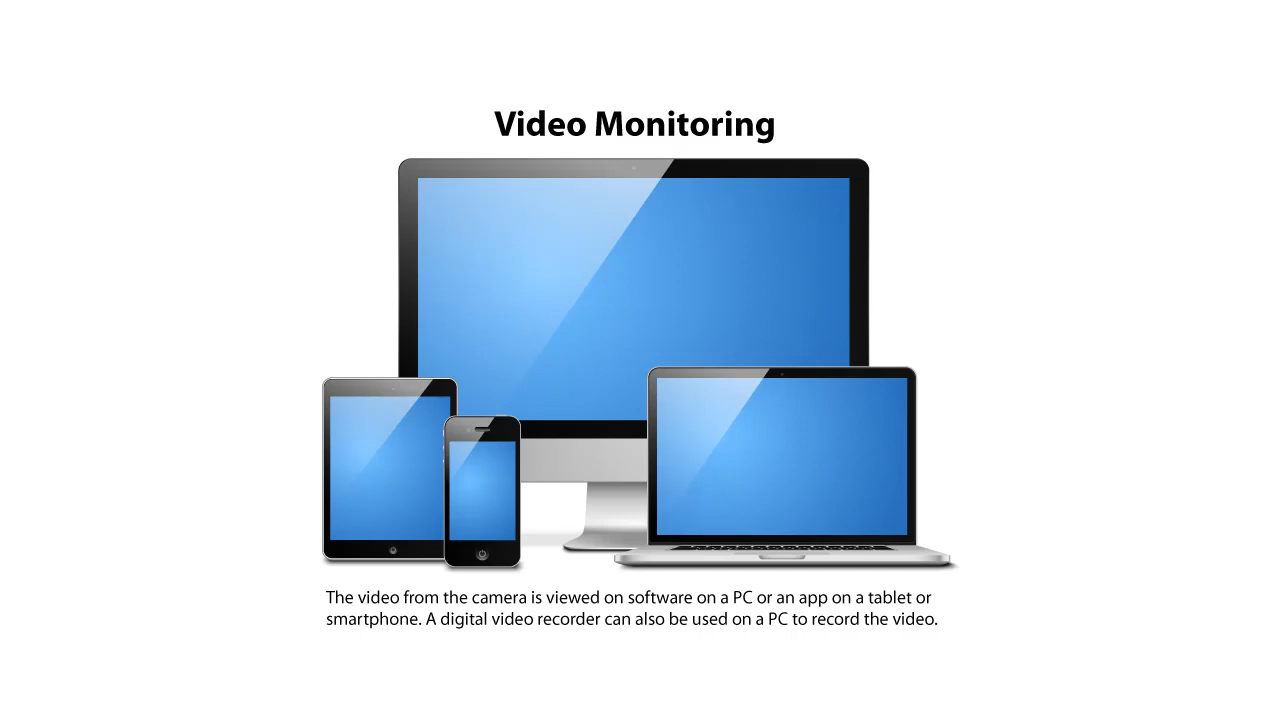 Video Monitoring
The video from the camera is viewed on software on a PC or an app on a tablet or
smartphone. A digital video recorder can also be used on a PC to record the video.